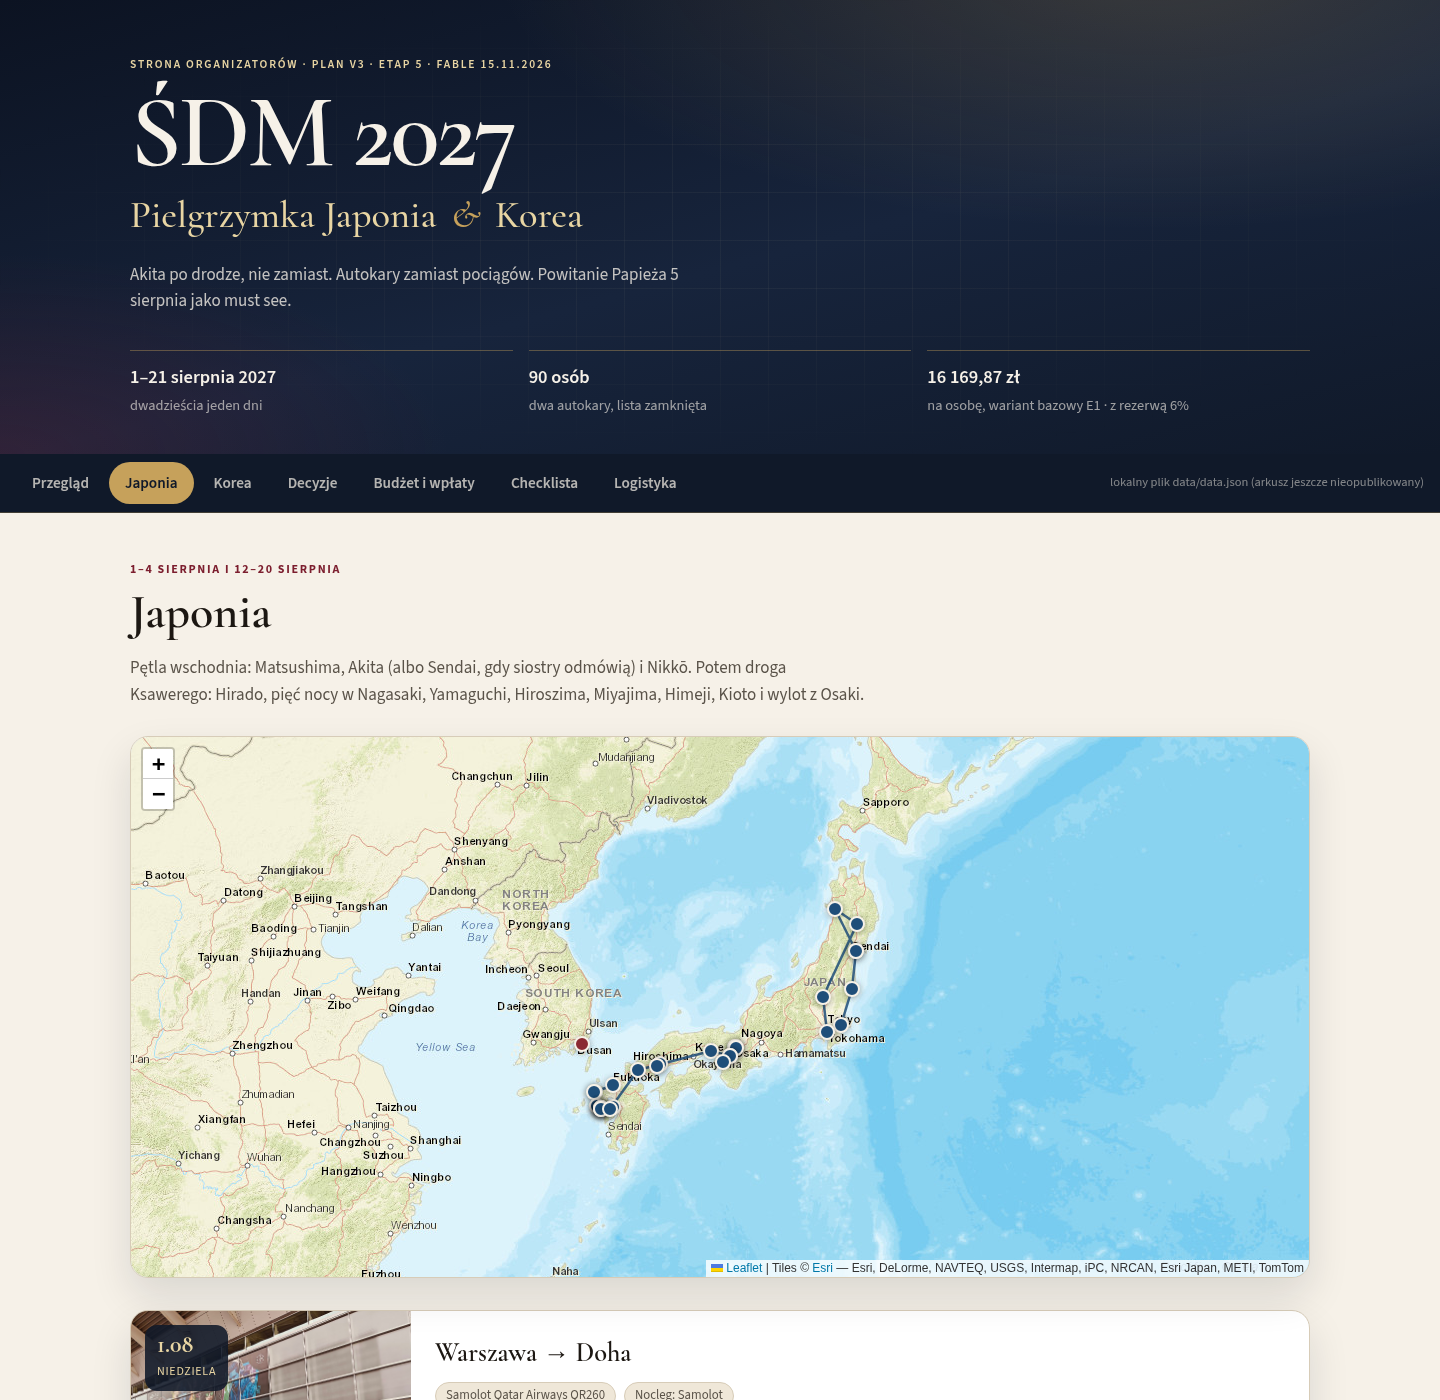 STRONA ORGANIZATORÓW · PLAN V3 · ETAP 5 · FABLE 15.11.2026
ŚDM 2027
Pielgrzymka Japonia & Korea
Akita po drodze, nie zamiast. Autokary zamiast pociągów. Powitanie Papieża 5
sierpnia jako must see.
1–21 sierpnia 2027
dwadzieścia jeden dni
90 osób
dwa autokary, lista zamknięta
16 169,87 zł
na osobę, wariant bazowy E1 · z rezerwą 6%
Przegląd Japonia Korea Decyzje Budżet i wpłaty Checklista Logistyka
lokalny plik data/data.json (arkusz jeszcze nieopublikowany)
1–4 SIERPNIA I 12–20 SIERPNIA
Japonia
Pętla wschodnia: Matsushima, Akita (albo Sendai, gdy siostry odmówią) i Nikkō. Potem droga
Ksawerego: Hirado, pięć nocy w Nagasaki, Yamaguchi, Hiroszima, Miyajima, Himeji, Kioto i wylot z Osaki.
+
−
Mudanjiang
Changchun
Jilin
Vladivostok
Sapporo
Shenyang
Anshan
Zhangjiakou
Baotou
Datong
Beijing
Tangshan
Dandong
NORTH
KOREA
Baoding
Tianjin
Dalian
Korea
Bay
Pyongyang
Taiyuan
Shijiazhuang
Yantai
Incheon
Seoul
JAPAN
Handan
Jinan
Zibo
Weifang
Qingdao
SOUTH KOREA
Daejeon
Gwangju
Ulsan
Zhengzhou
Yellow Sea
Nagoya
Hamamatsu
Hiroshima
Zhumadian
Xiangfan
Hefei
Taizhou
Nanjing
Changzhou
Suzhou
Shanghai
Sendai
Yichang
Wuhan
Hangzhou
Ningbo
Nanchang
Changsha
Wenzhou
Fuzhou
Naha
Leaflet | Tiles © Esri — Esri, DeLorme, NAVTEQ, USGS, Intermap, iPC, NRCAN, Esri Japan, METI, TomTom
1.08
NIEDZIELA
Warszawa → Doha
Samolot Qatar Airways QR260
Nocleg: Samolot